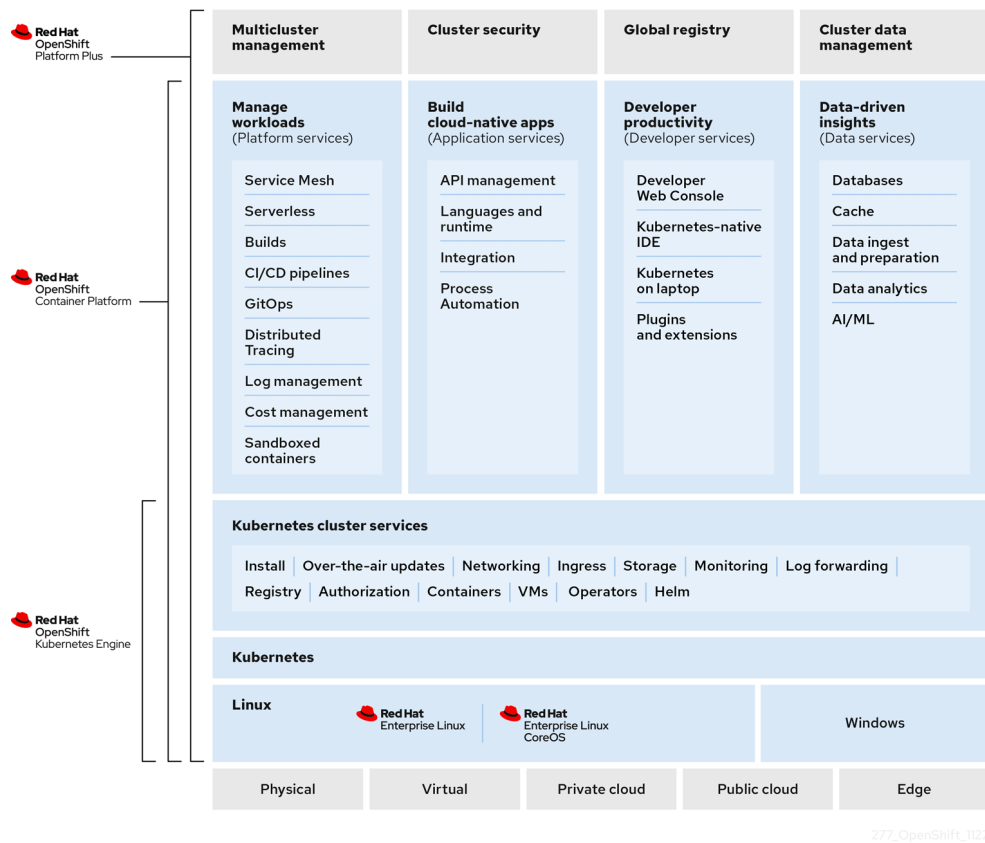 Red Hat
OpenShift
Platform Plus
Multicluster
management
Cluster security
Global registry
Cluster data
management
Red Hat
OpenShift
Container Platform
Manage
workloads
(Platform services)
Service Mesh
Serverless
Builds
CI/CD pipelines
GitOps
Distributed
Tracing
Log management
Cost management
Sandboxed
containers
Build
cloud-native apps
(Application services)
API management
Languages and
runtime
Integration
Process
Automation
Developer
productivity
(Developer services)
Developer
Web Console
Kubernetes-native
IDE
Kubernetes
on laptop
Plugins
and extensions
Data-driven
insights
(Data services)
Databases
Cache
Data ingest
and preparation
Data analytics
AI/ML
Red Hat
OpenShift
Kubernetes Engine
Kubernetes cluster services
Install | Over-the-air updates | Networking | Ingress | Storage | Monitoring | Log forwarding |
Registry | Authorization | Containers | VMs | Operators | Helm
Kubernetes
Linux
Red Hat
Enterprise Linux
Red Hat
Enterprise Linux
CoreOS
Windows
Physical
Virtual
Private cloud
Public cloud
Edge
277_OpenShift_1122